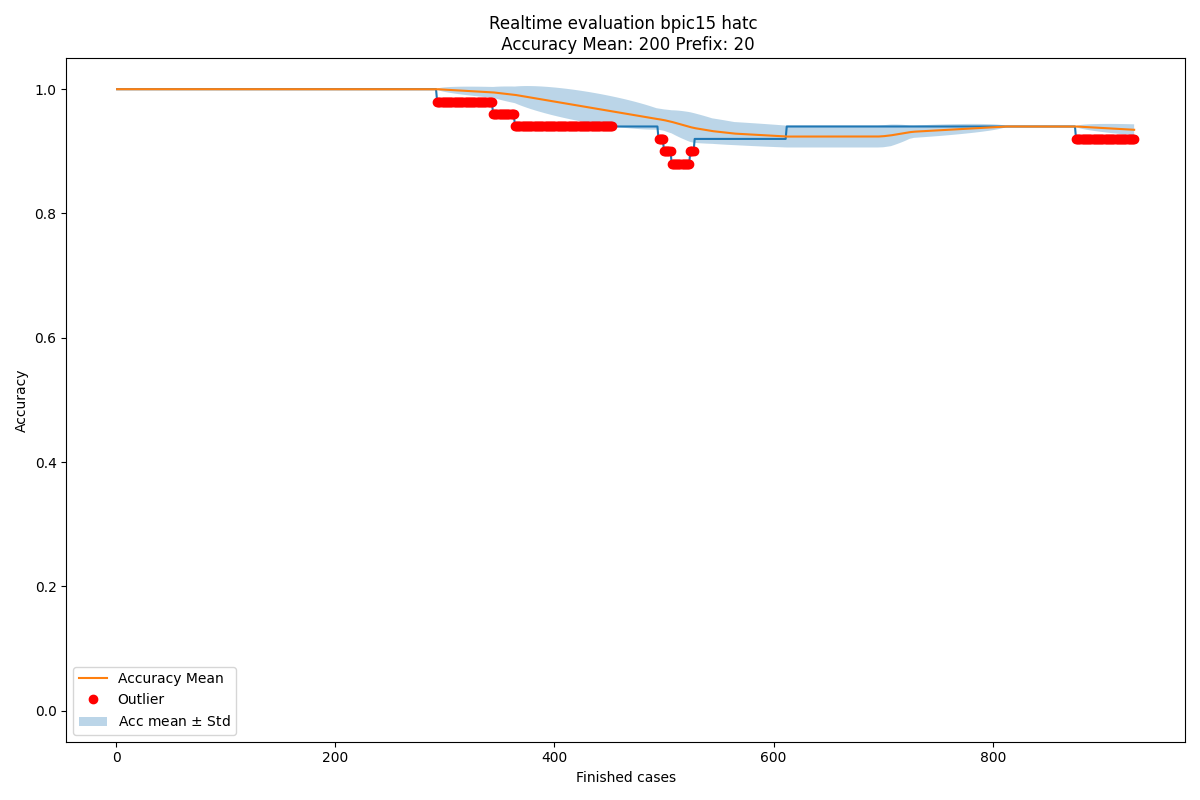 Realtime evaluation bpic15 hatc
Accuracy Mean: 200 Prefix: 20
1.0
0.8
0.6
0.4
0.2
0.0
Accuracy
Accuracy Mean
Outlier
Acc mean ± Std
0
200
400
600
800
Finished cases